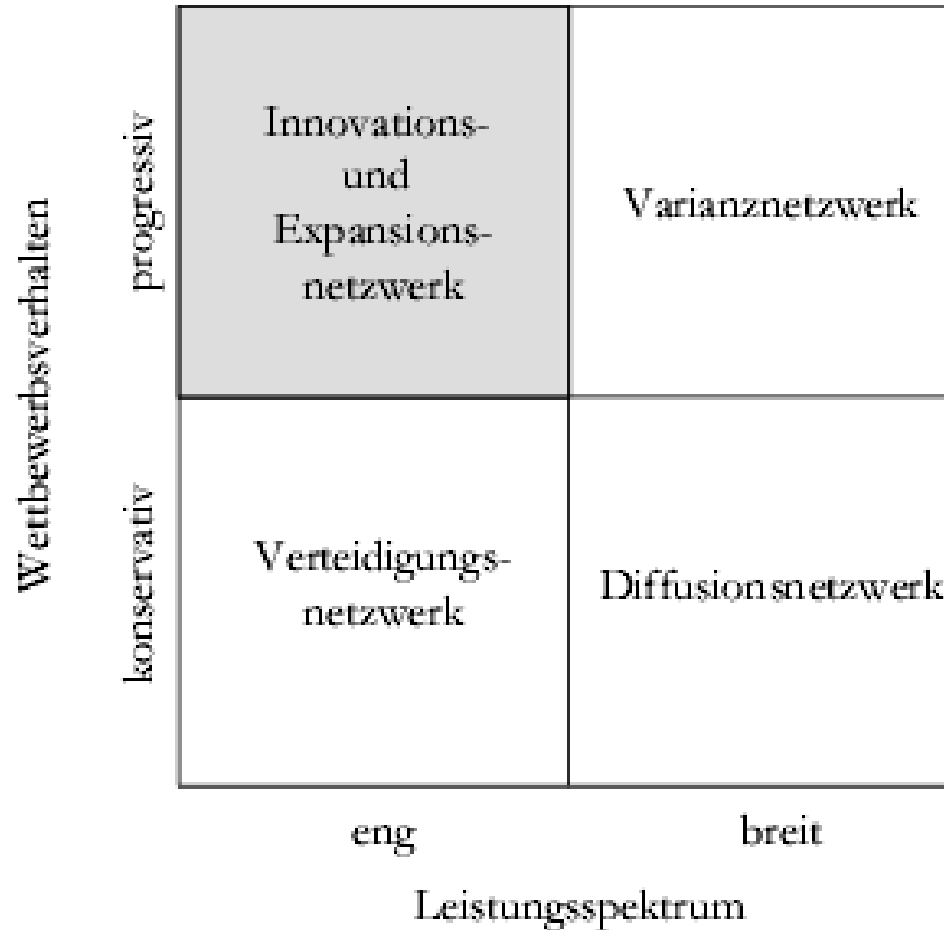 Wettbewerbsverhalten
progressiv
konservativ
Innovations-
und
Expansions-
netzwerk
Varianznetzwerk
Verteidigungs-
netzwerk
Diffusionsnetzwerk
eng
breit
Leistungsspektrum